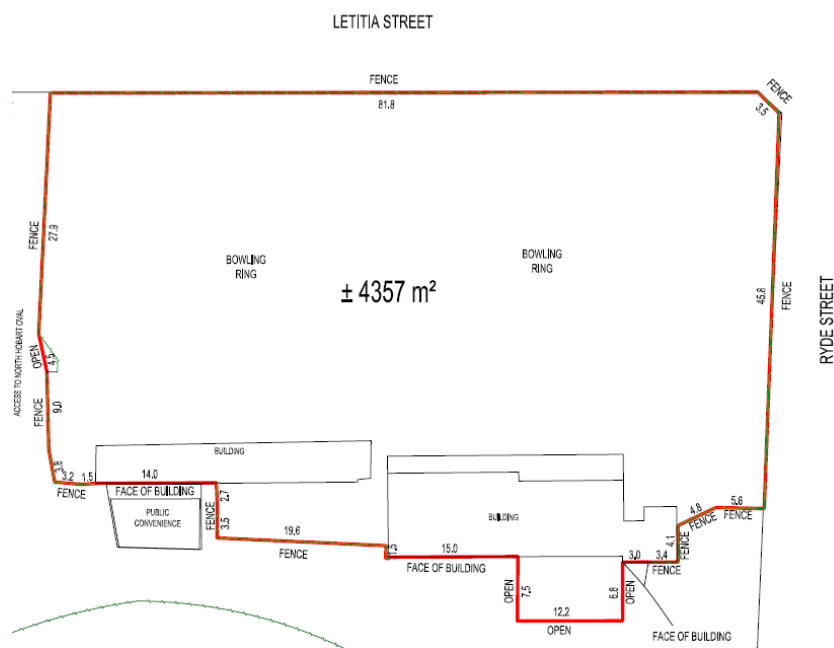 LETITIA STREET
FENCE
81.8
FENCE
3.5
FENCE
27.9
BOWLING
RING
BOWLING
RING
± 4357 m²
45.8
FENCE
RYDE STREET
ACCESS TO NORTH HOBART OVAL
OPEN
4.5
FENCE
9.0
3.8
3.2
1.5
FENCE
14.0
BUILDING
FACE OF BUILDING
PUBLIC
CONVENIENCE
FENCE
2.7
3.5
19.6
FENCE
1.3
BUILDING
15.0
FACE OF BUILDING
OPEN
7.5
12.2
OPEN
6.8
OPEN
3.0
3.4
FENCE
4.1
FENCE
4.8
FENCE
5.6
FENCE
FACE OF BUILDING